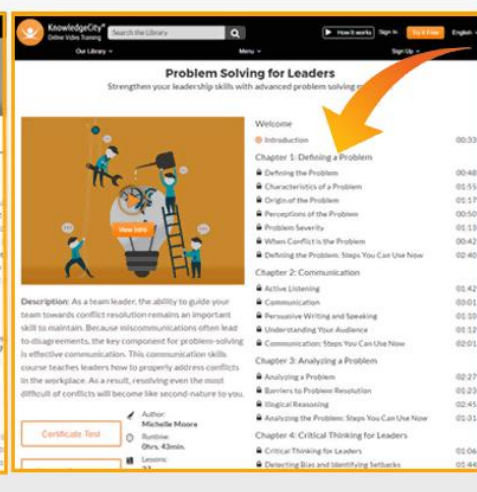 KnowledgeCity®
Online Video Training
Search the Library
How it works
Sign In
Try it Free
English
Our Library
Menu
Sign Up
Problem Solving for Leaders
Strengthen your leadership skills with advanced problem solving
View Intro
Description: As a team leader, the ability to guide your
team towards conflict resolution remains an important
skill to maintain. Because miscommunications often lead
to disagreements, the key component for problem-solving
is effective communication. This communication skills
course teaches leaders how to properly address conflicts
in the workplace. As a result, resolving even the most
difficult of conflicts will become like second-nature to you.
Certificate Test
Author:
Michelle Moore
Runtime:
0hrs. 43min.
Lessons:
Welcome
Introduction 00:33
Chapter 1: Defining a Problem
Defining the Problem 00:48
Characteristics of a Problem 01:55
Origin of the Problem 01:17
Perceptions of the Problem 00:50
Problem Severity 01:13
When Conflict is the Problem 00:42
Defining the Problem: Steps You Can Use Now 02:40
Chapter 2: Communication
Active Listening 01:42
Communication 03:01
Persuasive Writing and Speaking 01:10
Understanding Your Audience 01:12
Communication: Steps You Can Use Now 02:01
Chapter 3: Analyzing a Problem
Analyzing a Problem 02:27
Barriers to Problem Resolution 01:23
Illogical Reasoning 02:45
Analyzing the Problem: Steps You Can Use Now 01:31
Chapter 4: Critical Thinking for Leaders
Critical Thinking for Leaders 01:06
Detecting Bias and Identifying Setbacks 01:44